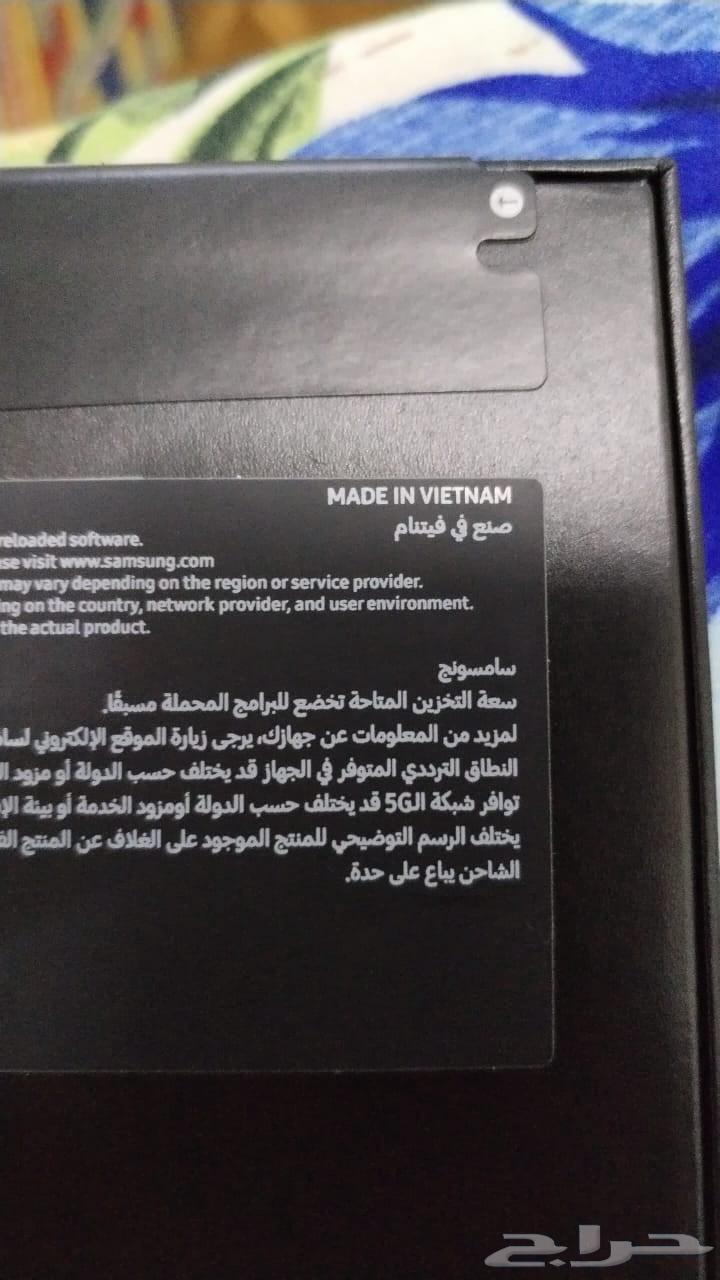 MADE IN VIETNAM
صنع في فيتنام
reloaded software.
se visit www.samsung.com
may vary depending on the region or service provider.
ng on the country, network provider, and user environment.
the actual product.
سامسونج
سعة التخزين المتاحة تخضع للبرامج المحملة مسبقًا.
لمزيد من المعلومات عن جهازك، يرجى زيارة الموقع الإلكتروني
النطاق الترددي المتوفر في الجهاز قد يختلف حسب الدولة أو مزود
توافر شبكة الـ5G قد يختلف حسب الدولة أومزود الخدمة أو بيئة
يختلف الرسم التوضيحي للمنتج الموجود على الغلاف عن المنتج
الشاحن يباع على حدة.
حراج